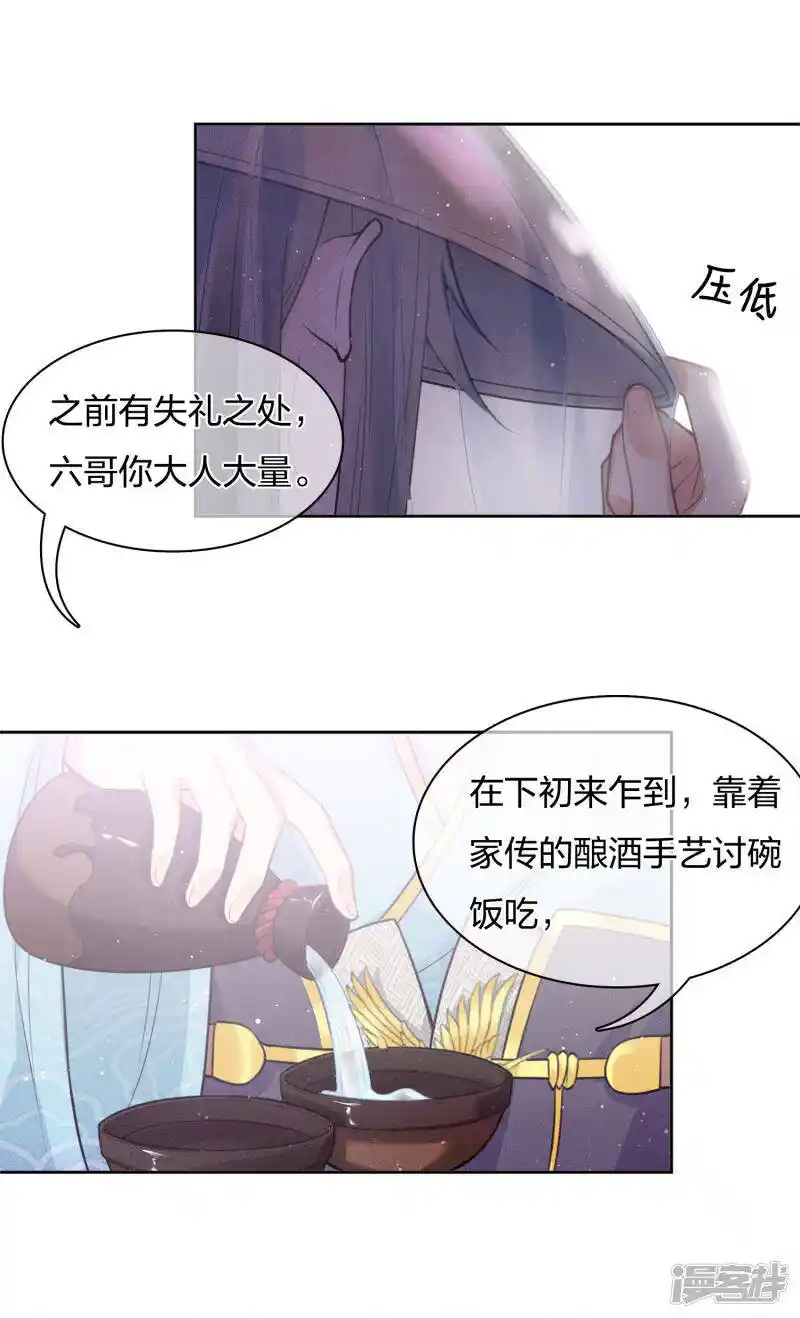 压低
之前有失礼之处，
六哥你大人大量。
在下初来乍到，靠着
家传的酿酒手艺讨碗
饭吃，
漫客栈